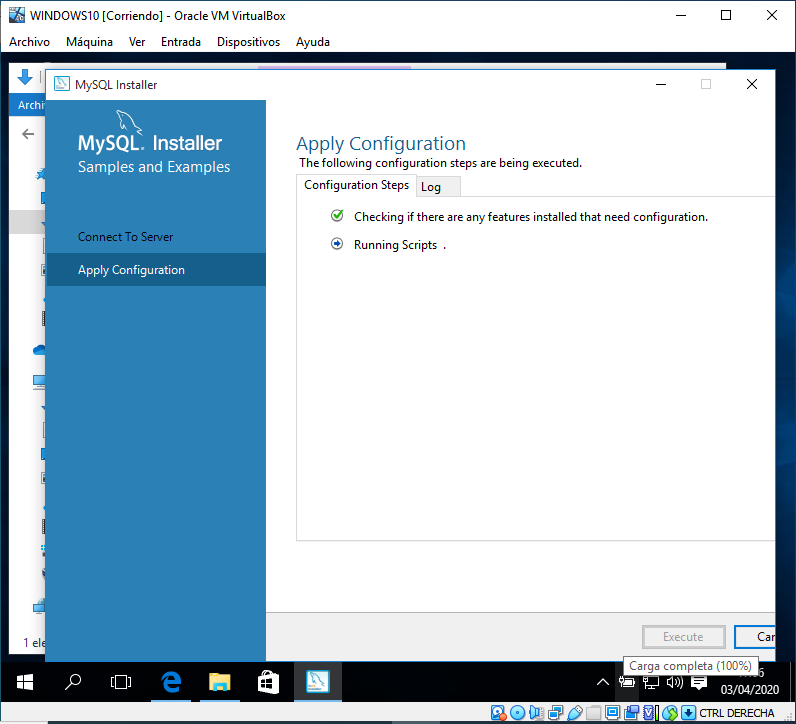 WINDOWS10 [Corriendo] - Oracle VM VirtualBox
Archivo Máquina Ver Entrada Dispositivos Ayuda
MySQL Installer
Archi
MySQL. Installer
Samples and Examples
Connect To Server
Apply Configuration
Apply Configuration
The following configuration steps are being executed.
Configuration Steps Log
Checking if there are any features installed that need configuration.
Running Scripts .
1 ele
Execute Can
Carga completa (100%)
03/04/2020
CTRL DERECHA